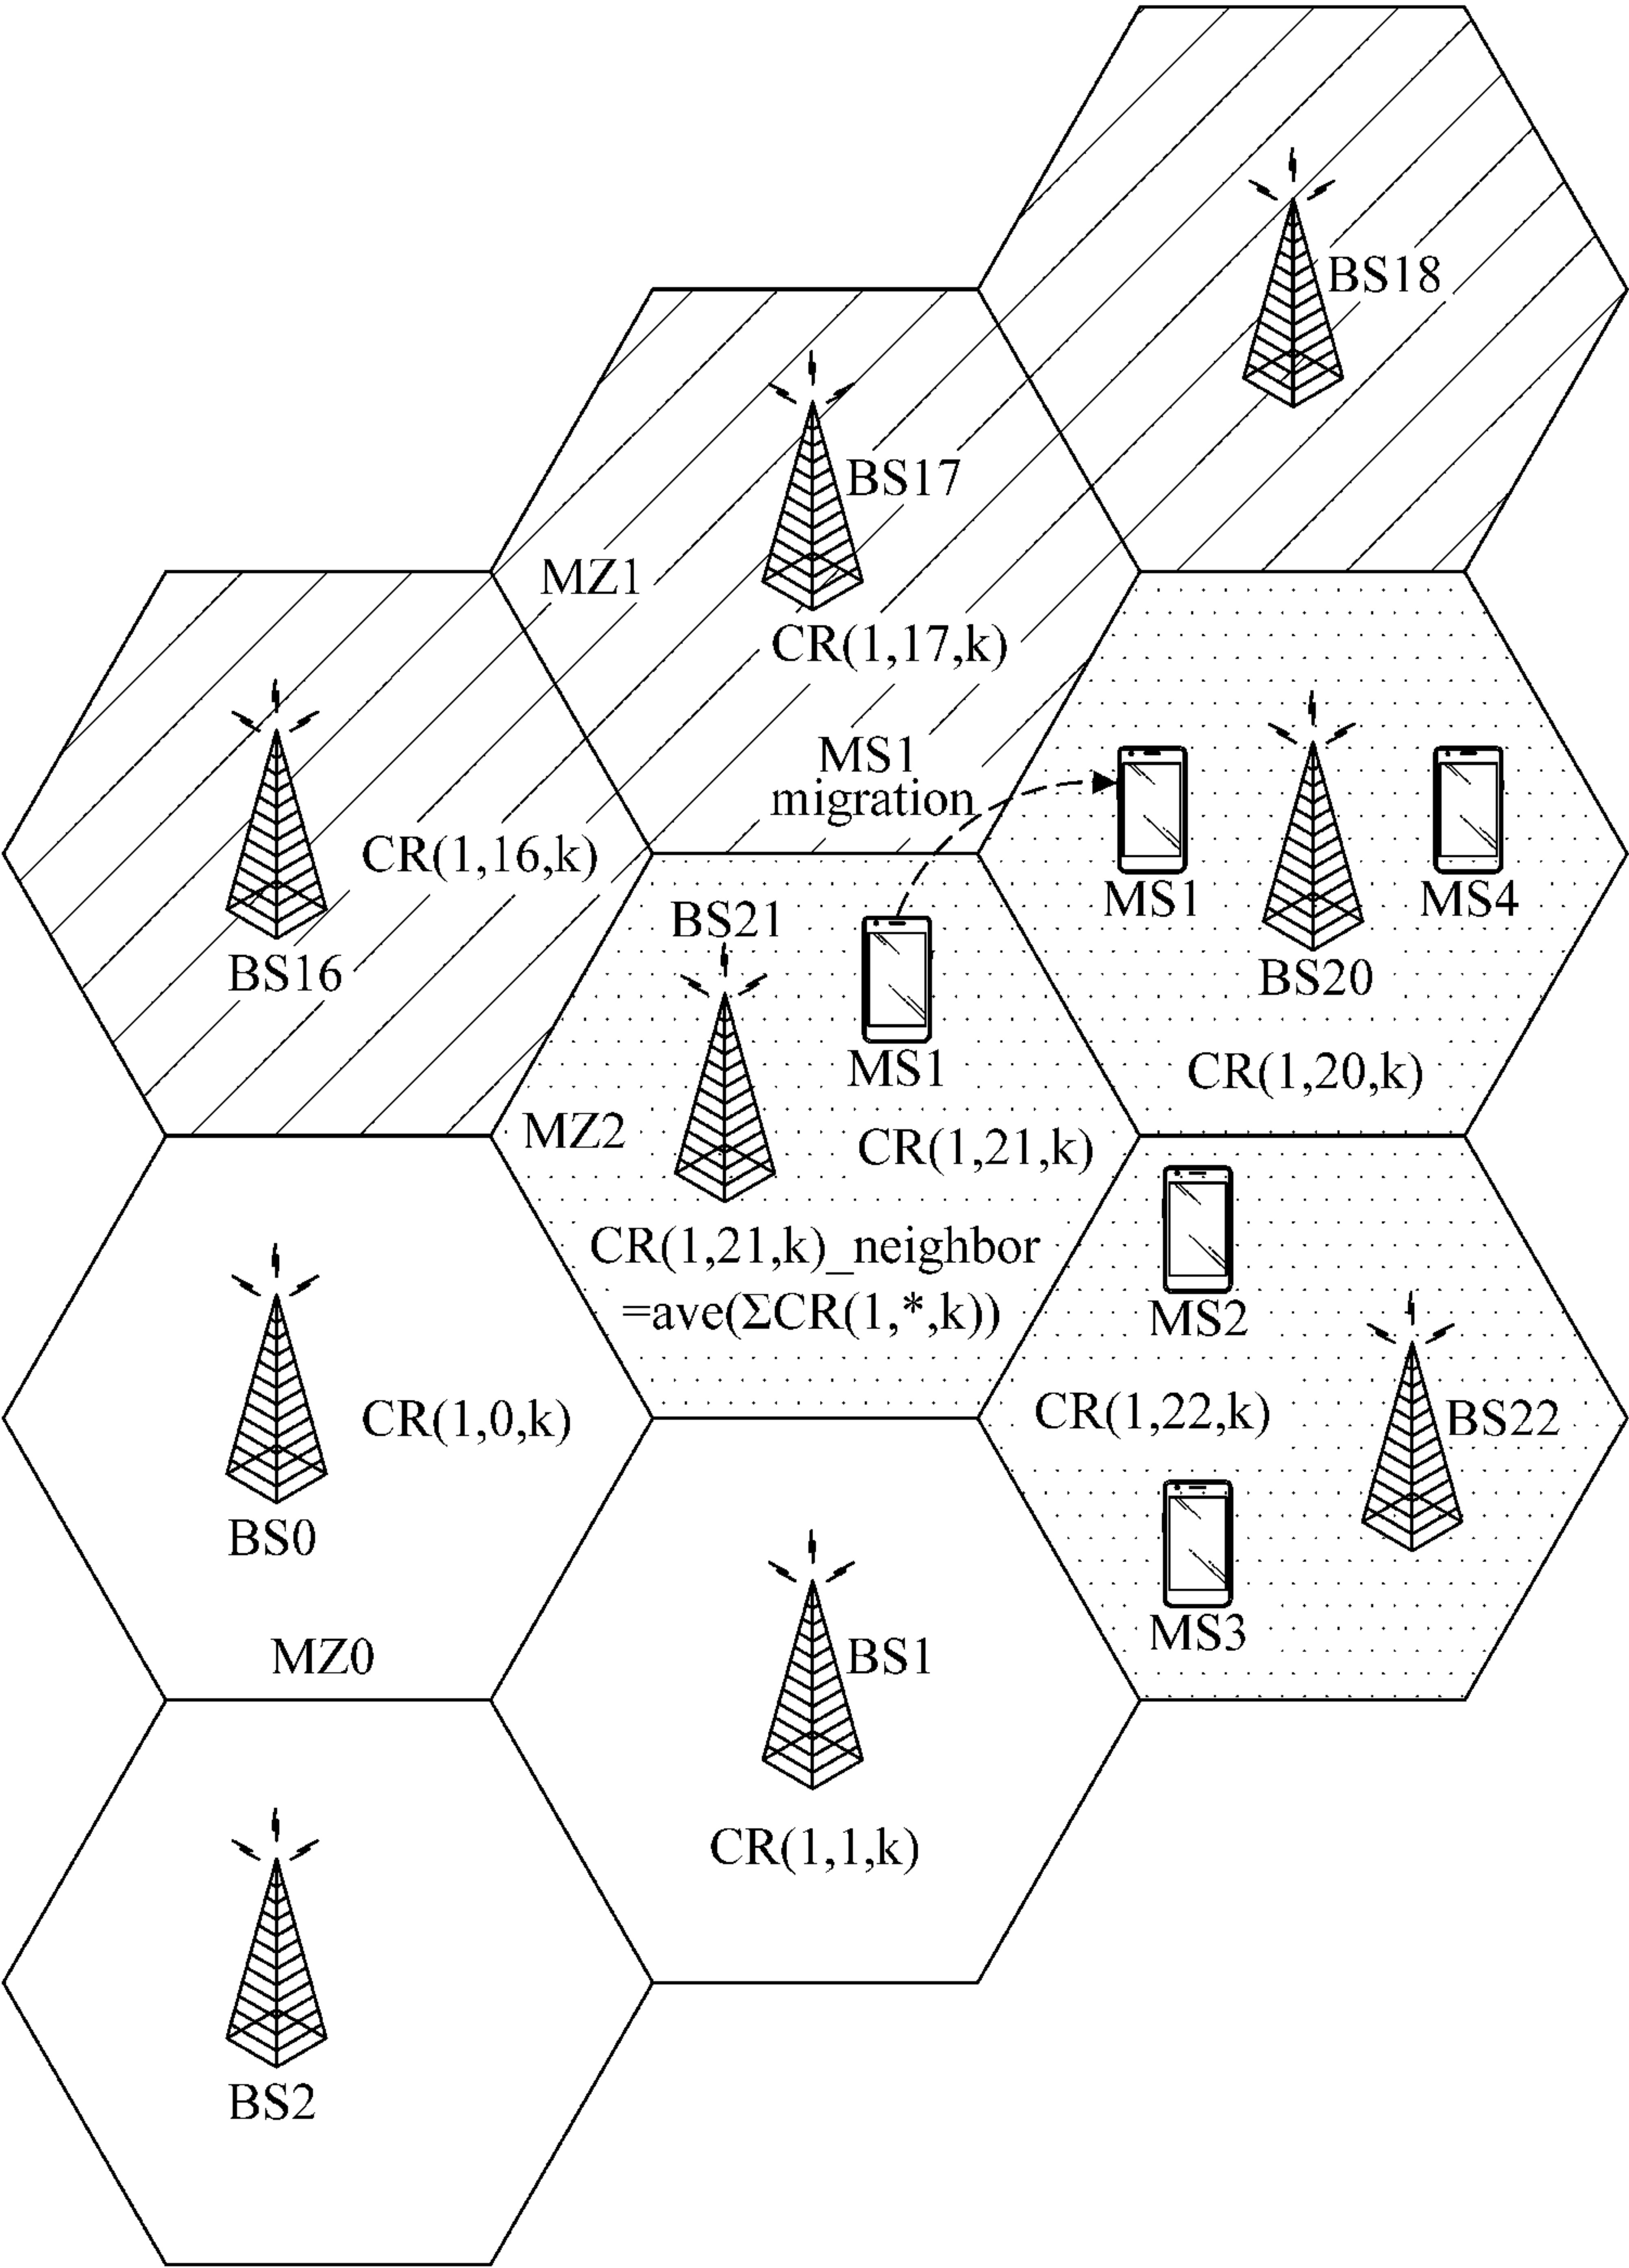 BS18
BS17
MZ1
CR(1,17,k)
MS1
migration
CR(1,16,k)
BS16
MS1
MS4
BS20
CR(1,20,k)
BS21
MS1
MZ2
CR(1,21,k)
CR(1,21,k)_neighbor
=ave(ΣCR(1,*,k))
MS2
CR(1,22,k)
BS22
MS3
CR(1,0,k)
BS0
MZ0
BS1
CR(1,1,k)
BS2